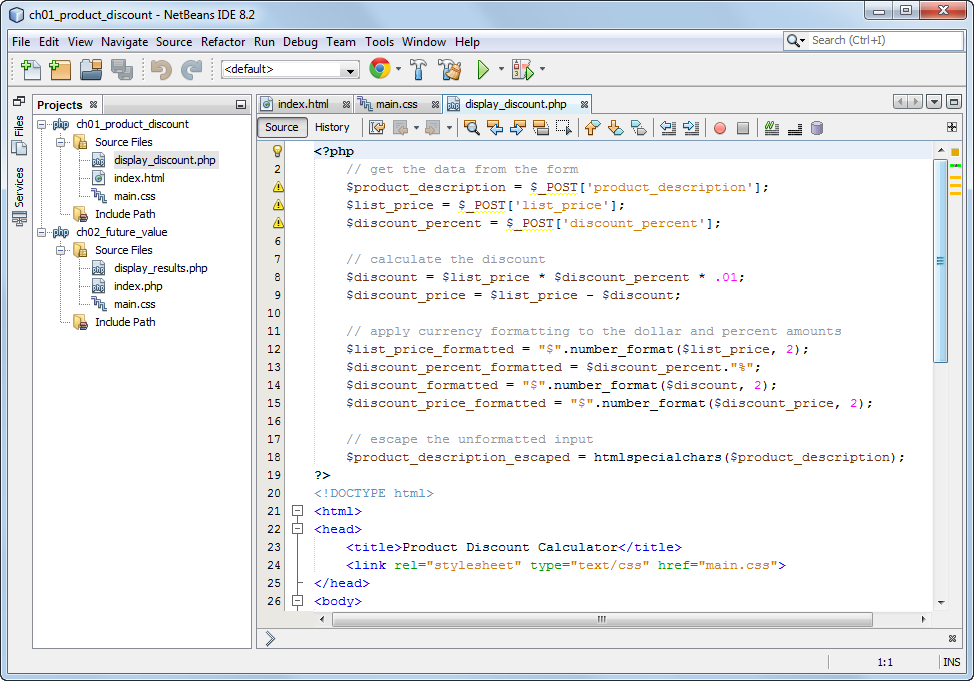 ch01_product_discount - NetBeans IDE 8.2
File Edit View Navigate Source Refactor Run Debug Team Tools Window Help
Search (Ctrl+I)
<default>
Files
Services
Projects
ch01_product_discount
Source Files
display_discount.php
index.html
main.css
Include Path
ch02_future_value
Source Files
display_results.php
index.php
main.css
Include Path
index.html main.css display_discount.php
Source History
<?php
2 // get the data from the form
$product_description = $_POST['product_description'];
$list_price = $_POST['list_price'];
$discount_percent = $_POST['discount_percent'];
6
7 // calculate the discount
8 $discount = $list_price * $discount_percent * .01;
9 $discount_price = $list_price - $discount;
10
11 // apply currency formatting to the dollar and percent amounts
12 $list_price_formatted = "$".number_format($list_price, 2);
13 $discount_percent_formatted = $discount_percent."%";
14 $discount_formatted = "$".number_format($discount, 2);
15 $discount_price_formatted = "$".number_format($discount_price, 2);
16
17 // escape the unformatted input
18 $product_description_escaped = htmlspecialchars($product_description);
19 ?>
20 <!DOCTYPE html>
21 <html>
22 <head>
23 <title>Product Discount Calculator</title>
24 <link rel="stylesheet" type="text/css" href="main.css">
25 </head>
26 <body>
1:1 INS